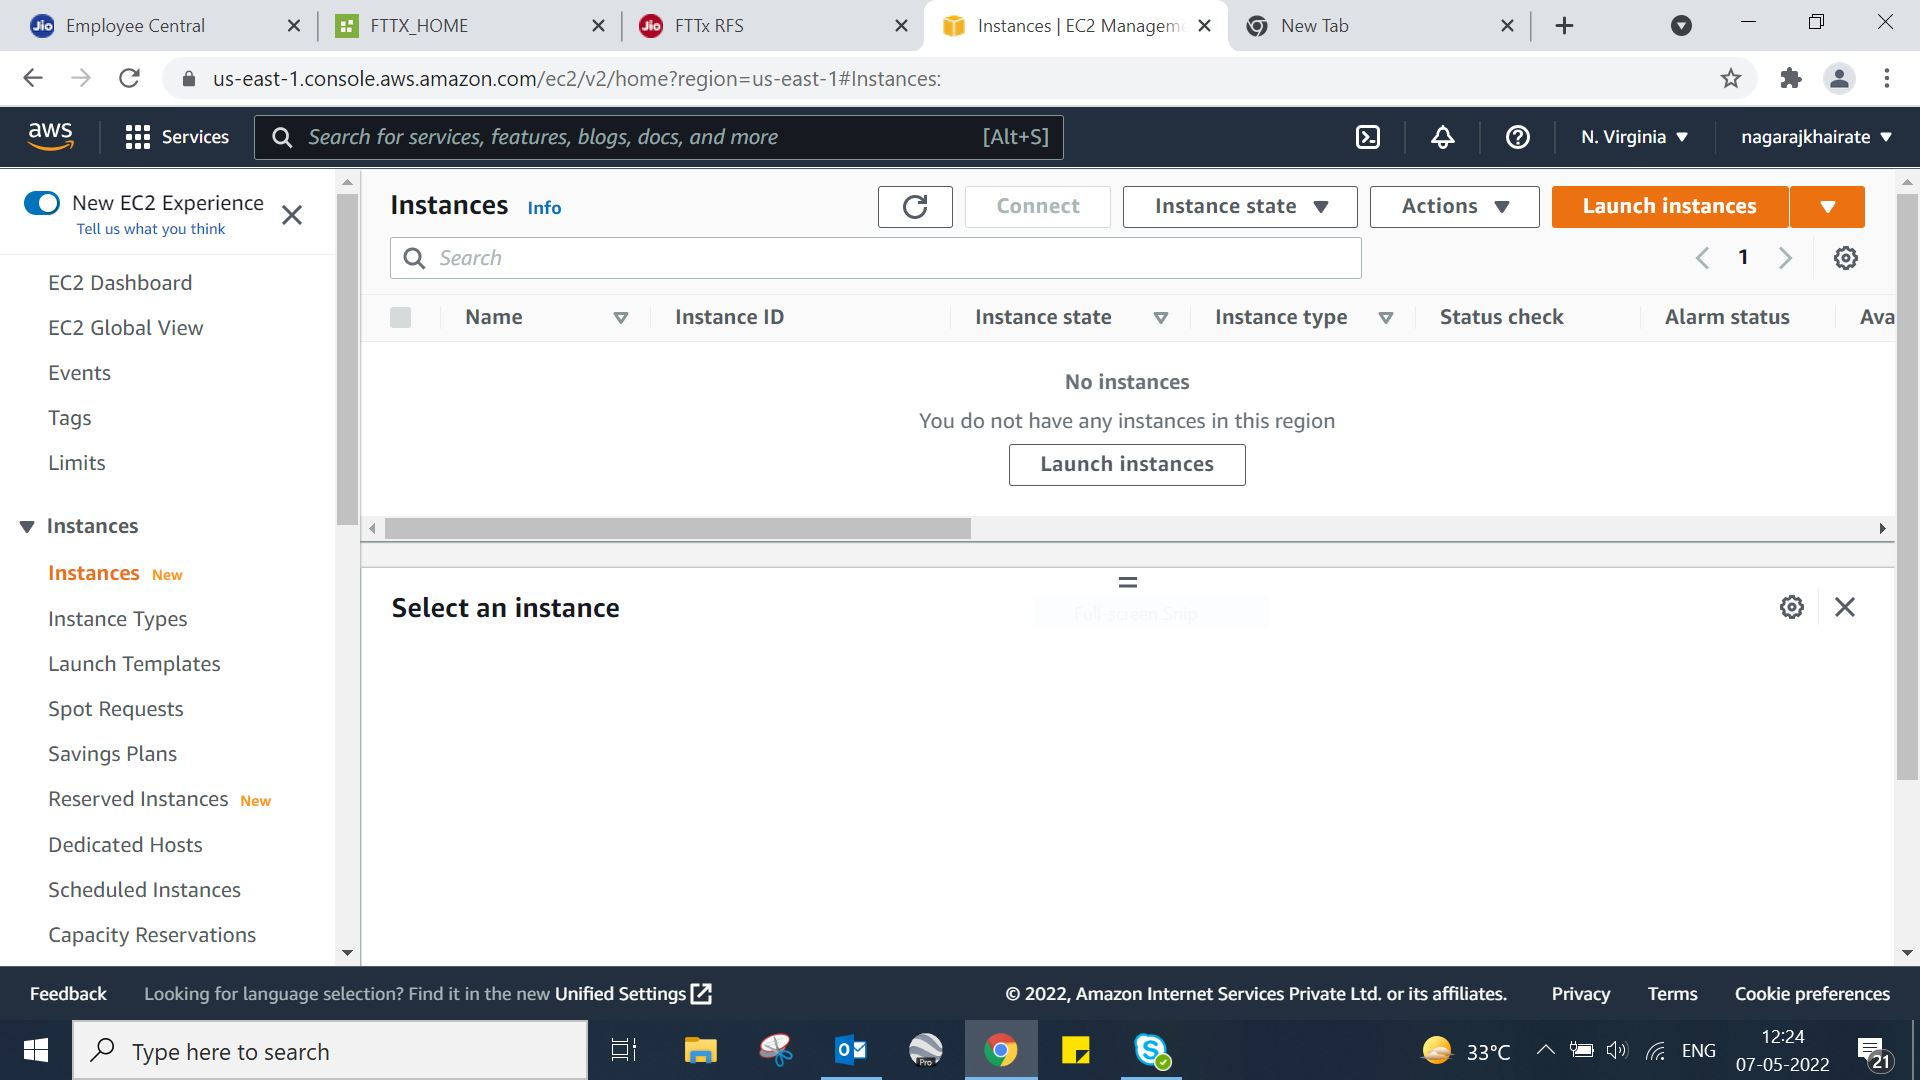 Employee Central
FTTX_HOME
FTTx RFS
Instances | EC2 Managem
New Tab
us-east-1.console.aws.amazon.com/ec2/v2/home?region=us-east-1#Instances:
aws
Services
Search for services, features, blogs, docs, and more
[Alt+S]
N. Virginia
nagarajkhairate
New EC2 Experience
Tell us what you think
EC2 Dashboard
EC2 Global View
Events
Tags
Limits
Instances
Instances New
Instance Types
Launch Templates
Spot Requests
Savings Plans
Reserved Instances New
Dedicated Hosts
Scheduled Instances
Capacity Reservations
Instances Info
Connect
Instance state
Actions
Launch instances
Search
1
Name
Instance ID
Instance state
Instance type
Status check
Alarm status
Ava
No instances
You do not have any instances in this region
Launch instances
Select an instance
Full-screen Snip
Feedback
Looking for language selection? Find it in the new Unified Settings
© 2022, Amazon Internet Services Private Ltd. or its affiliates.
Privacy
Terms
Cookie preferences
Type here to search
Pro
33°C
ENG
12:24
07-05-2022
21